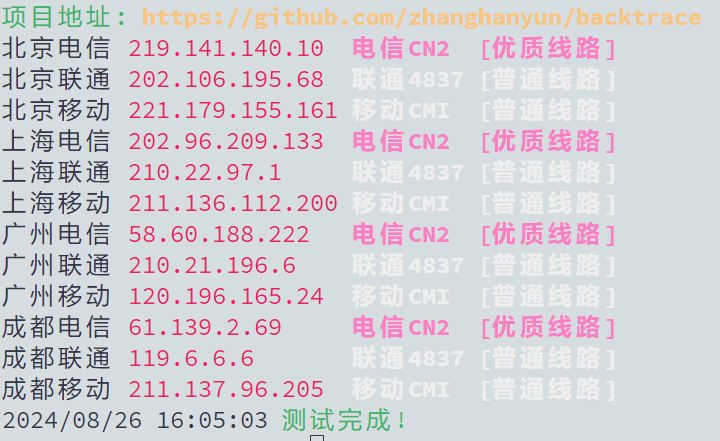 项目地址: https://github.com/zhanghanyun/backtrace
北京电信 219.141.140.10 电信CN2 [优质线路]
北京联通 202.106.195.68 联通4837 [普通线路]
北京移动 221.179.155.161 移动CMI [普通线路]
上海电信 202.96.209.133 电信CN2 [优质线路]
上海联通 210.22.97.1 联通4837 [普通线路]
上海移动 211.136.112.200 移动CMI [普通线路]
广州电信 58.60.188.222 电信CN2 [优质线路]
广州联通 210.21.196.6 联通4837 [普通线路]
广州移动 120.196.165.24 移动CMI [普通线路]
成都电信 61.139.2.69 电信CN2 [优质线路]
成都联通 119.6.6.6 联通4837 [普通线路]
成都移动 211.137.96.205 移动CMI [普通线路]
2024/08/26 16:05:03 测试完成!